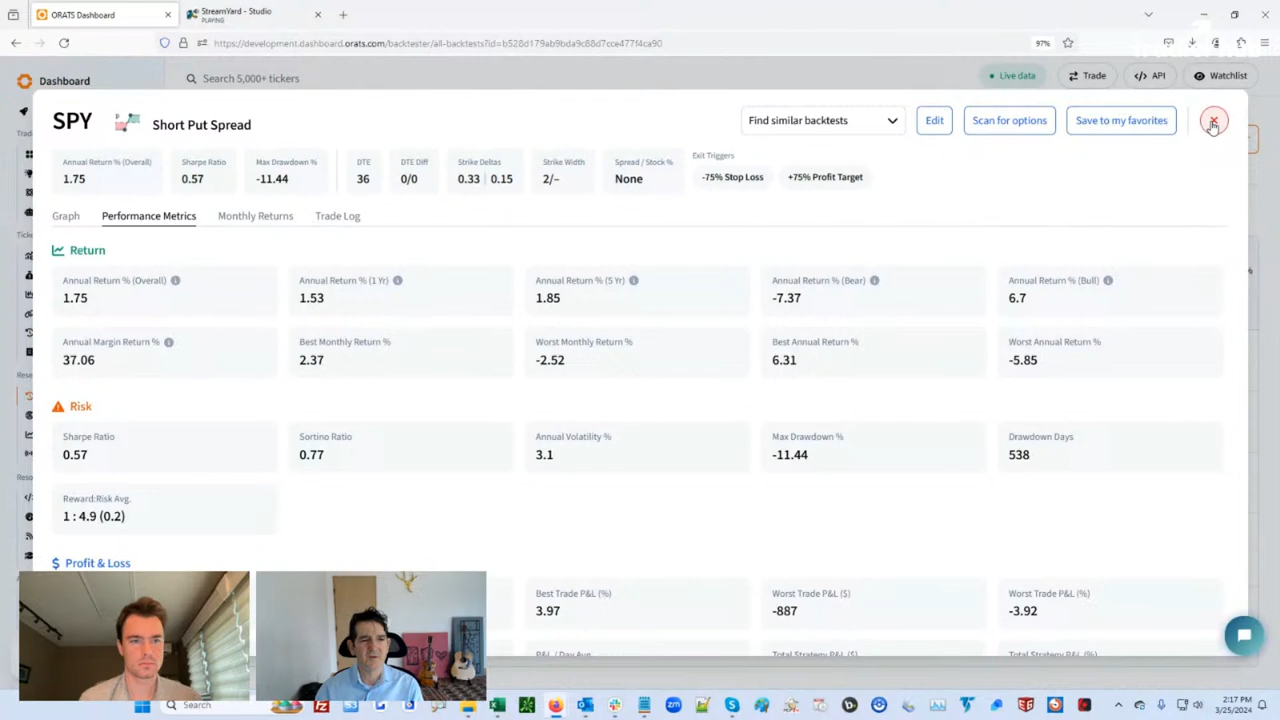 ORATS Dashboard
StreamYard - Studio
PLAYING
https://development.dashboard.orats.com/backtester/all-backtests?id=b528d179ab9bda9c88d7cce477f4ca90
97%
Dashboard
Search 5,000+ tickers
Live data
Trade
API
Watchlist
SPY
Short Put Spread
Find similar backtests
Edit
Scan for options
Save to my favorites
Annual Return % (Overall)
Sharpe Ratio
Max Drawdown %
DTE
DTE Diff
Strike Deltas
Strike Width
Spread / Stock %
Exit Triggers
1.75
0.57
-11.44
36
0/0
0.33 | 0.15
2/–
None
-75% Stop Loss
+75% Profit Target
Graph
Performance Metrics
Monthly Returns
Trade Log
Return
Annual Return % (Overall)
Annual Return % (1 Yr)
Annual Return % (5 Yr)
Annual Return % (Bear)
Annual Return % (Bull)
1.75
1.53
1.85
-7.37
6.7
Annual Margin Return %
Best Monthly Return %
Worst Monthly Return %
Best Annual Return %
Worst Annual Return %
37.06
2.37
-2.52
6.31
-5.85
Risk
Sharpe Ratio
Sortino Ratio
Annual Volatility %
Max Drawdown %
Drawdown Days
0.57
0.77
3.1
-11.44
538
Reward:Risk Avg.
1 : 4.9 (0.2)
Profit & Loss
Best Trade P&L (%)
Worst Trade P&L ($)
Worst Trade P&L (%)
3.97
-887
-3.92
P&L / Day Avg.
Total Strategy P&L ($)
Total Strategy P&L (%)
Search
2:17 PM
3/25/2024